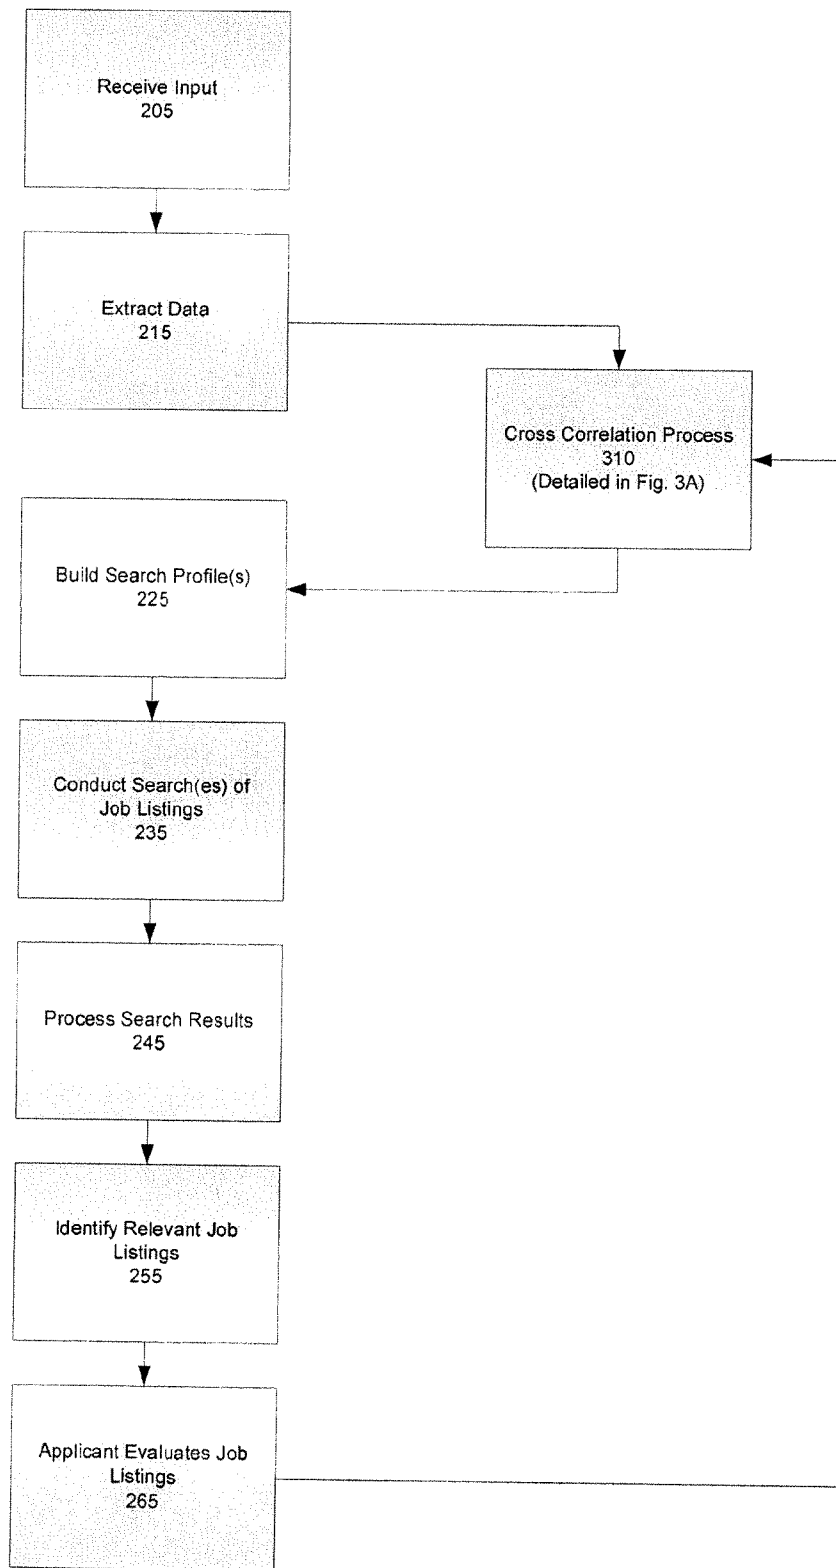 Receive Input
205
Extract Data
215
Cross Correlation Process
310
(Detailed in Fig. 3A)
Build Search Profile(s)
225
Conduct Search(es) of
Job Listings
235
Process Search Results
245
Identify Relevant Job
Listings
255
Applicant Evaluates Job
Listings
265